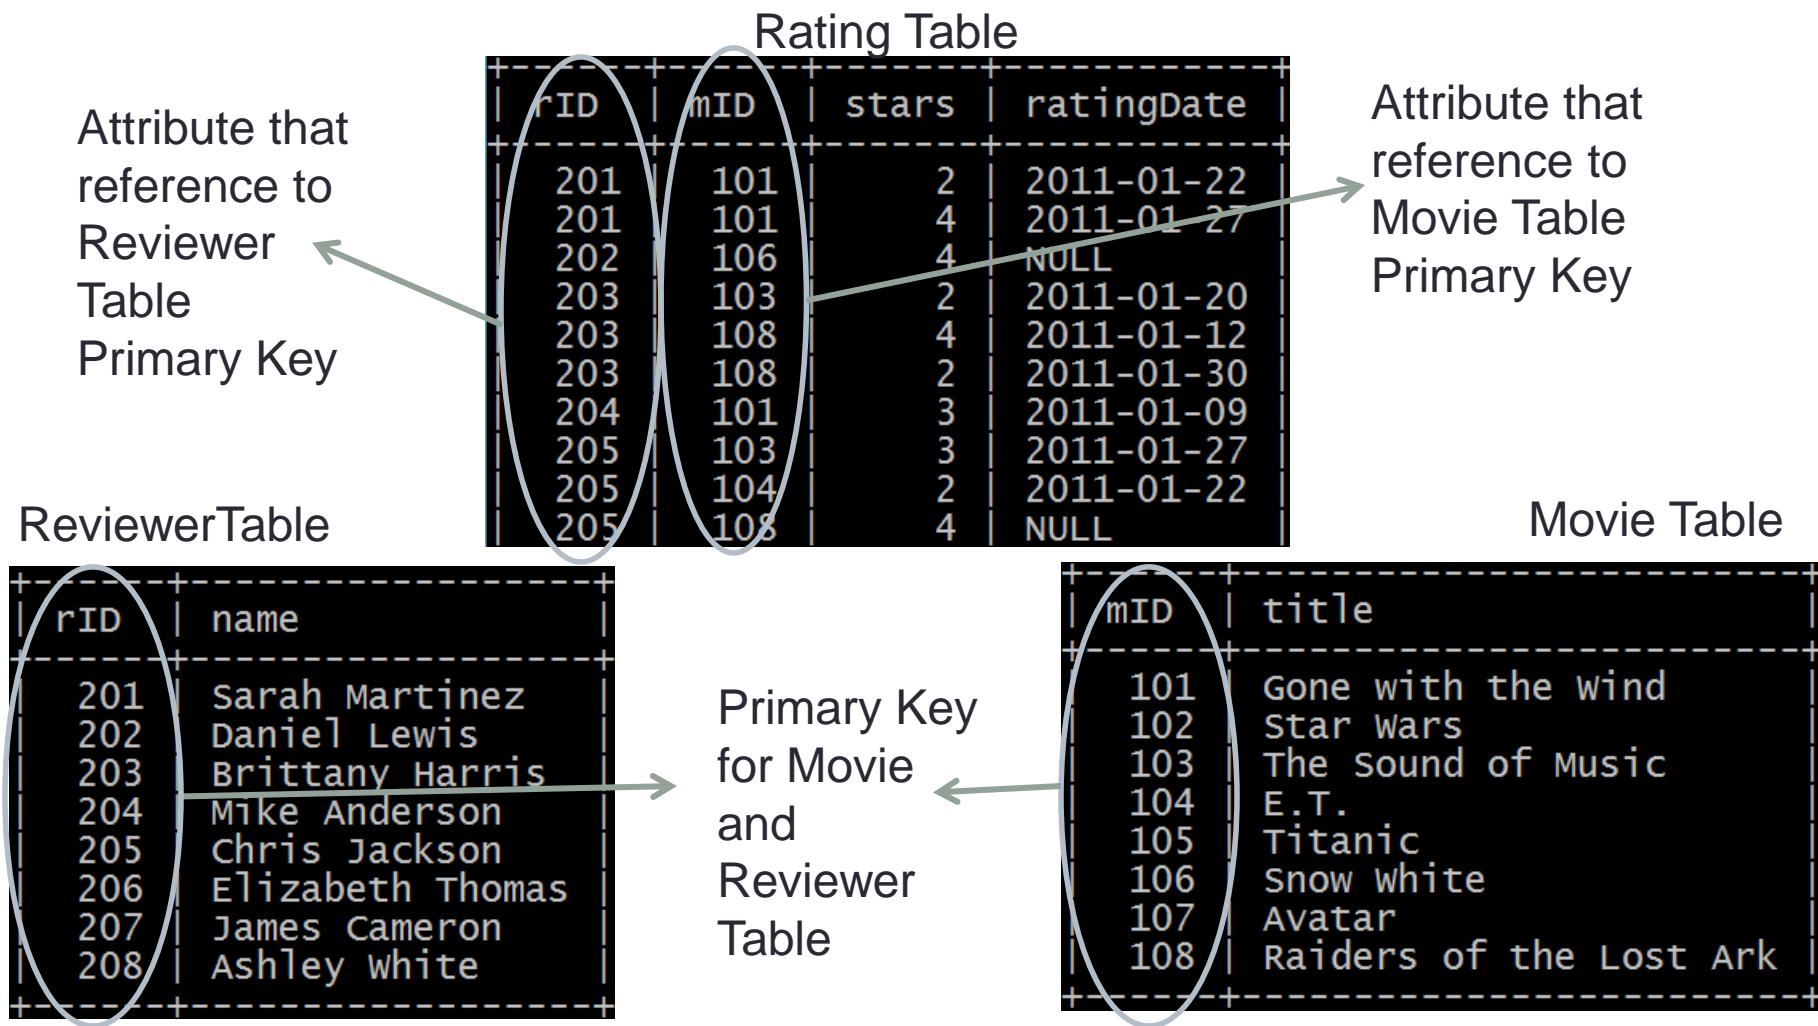 Rating Table
Attribute that
reference to
Reviewer
Table
Primary Key
| rID | mID | stars | ratingDate |
| 201 | 101 | 2 | 2011-01-22 |
| 201 | 101 | 4 | 2011-01-27 |
| 202 | 106 | 4 | NULL |
| 203 | 103 | 2 | 2011-01-20 |
| 203 | 108 | 4 | 2011-01-12 |
| 203 | 108 | 2 | 2011-01-30 |
| 204 | 101 | 3 | 2011-01-09 |
| 205 | 103 | 3 | 2011-01-27 |
| 205 | 104 | 2 | 2011-01-22 |
| 205 | 108 | 4 | NULL |
Attribute that
reference to
Movie Table
Primary Key
ReviewerTable
| rID | name |
| 201 | Sarah Martinez |
| 202 | Daniel Lewis |
| 203 | Brittany Harris |
| 204 | Mike Anderson |
| 205 | Chris Jackson |
| 206 | Elizabeth Thomas |
| 207 | James Cameron |
| 208 | Ashley White |
Primary Key
for Movie
and
Reviewer
Table
Movie Table
| mID | title |
| 101 | Gone with the Wind |
| 102 | Star Wars |
| 103 | The Sound of Music |
| 104 | E.T. |
| 105 | Titanic |
| 106 | Snow White |
| 107 | Avatar |
| 108 | Raiders of the Lost Ark |